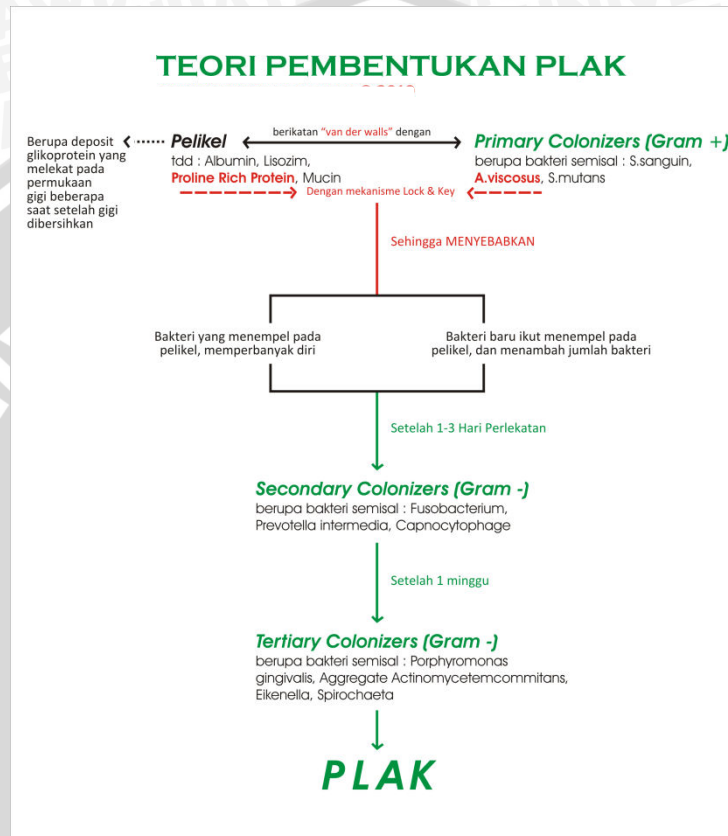 TEORI PEMBENTUKAN PLAK
Berupa deposit
glikoprotein yang
melekat pada
permukaan
gigi beberapa
saat setelah gigi
dibersihkan
Pelikel
tdd : Albumin, Lisozim,
Proline Rich Protein, Mucin
berikatan "van der walls" dengan
Primary Colonizers (Gram +)
berupa bakteri semisal : S.sanguin,
A.viscosus, S.mutans
Dengan mekanisme Lock & Key
Sehingga MENYEBABKAN
Bakteri yang menempel pada
pelikel, memperbanyak diri
Bakteri baru ikut menempel pada
pelikel, dan menambah jumlah bakteri
Setelah 1-3 Hari Perlekatan
Secondary Colonizers (Gram -)
berupa bakteri semisal : Fusobacterium,
Prevotella intermedia, Capnocytophage
Setelah 1 minggu
Tertiary Colonizers (Gram -)
berupa bakteri semisal : Porphyromonas
gingivalis, Aggregate Actinomycetemcommitans,
Eikenella, Spirochaeta
PLAK